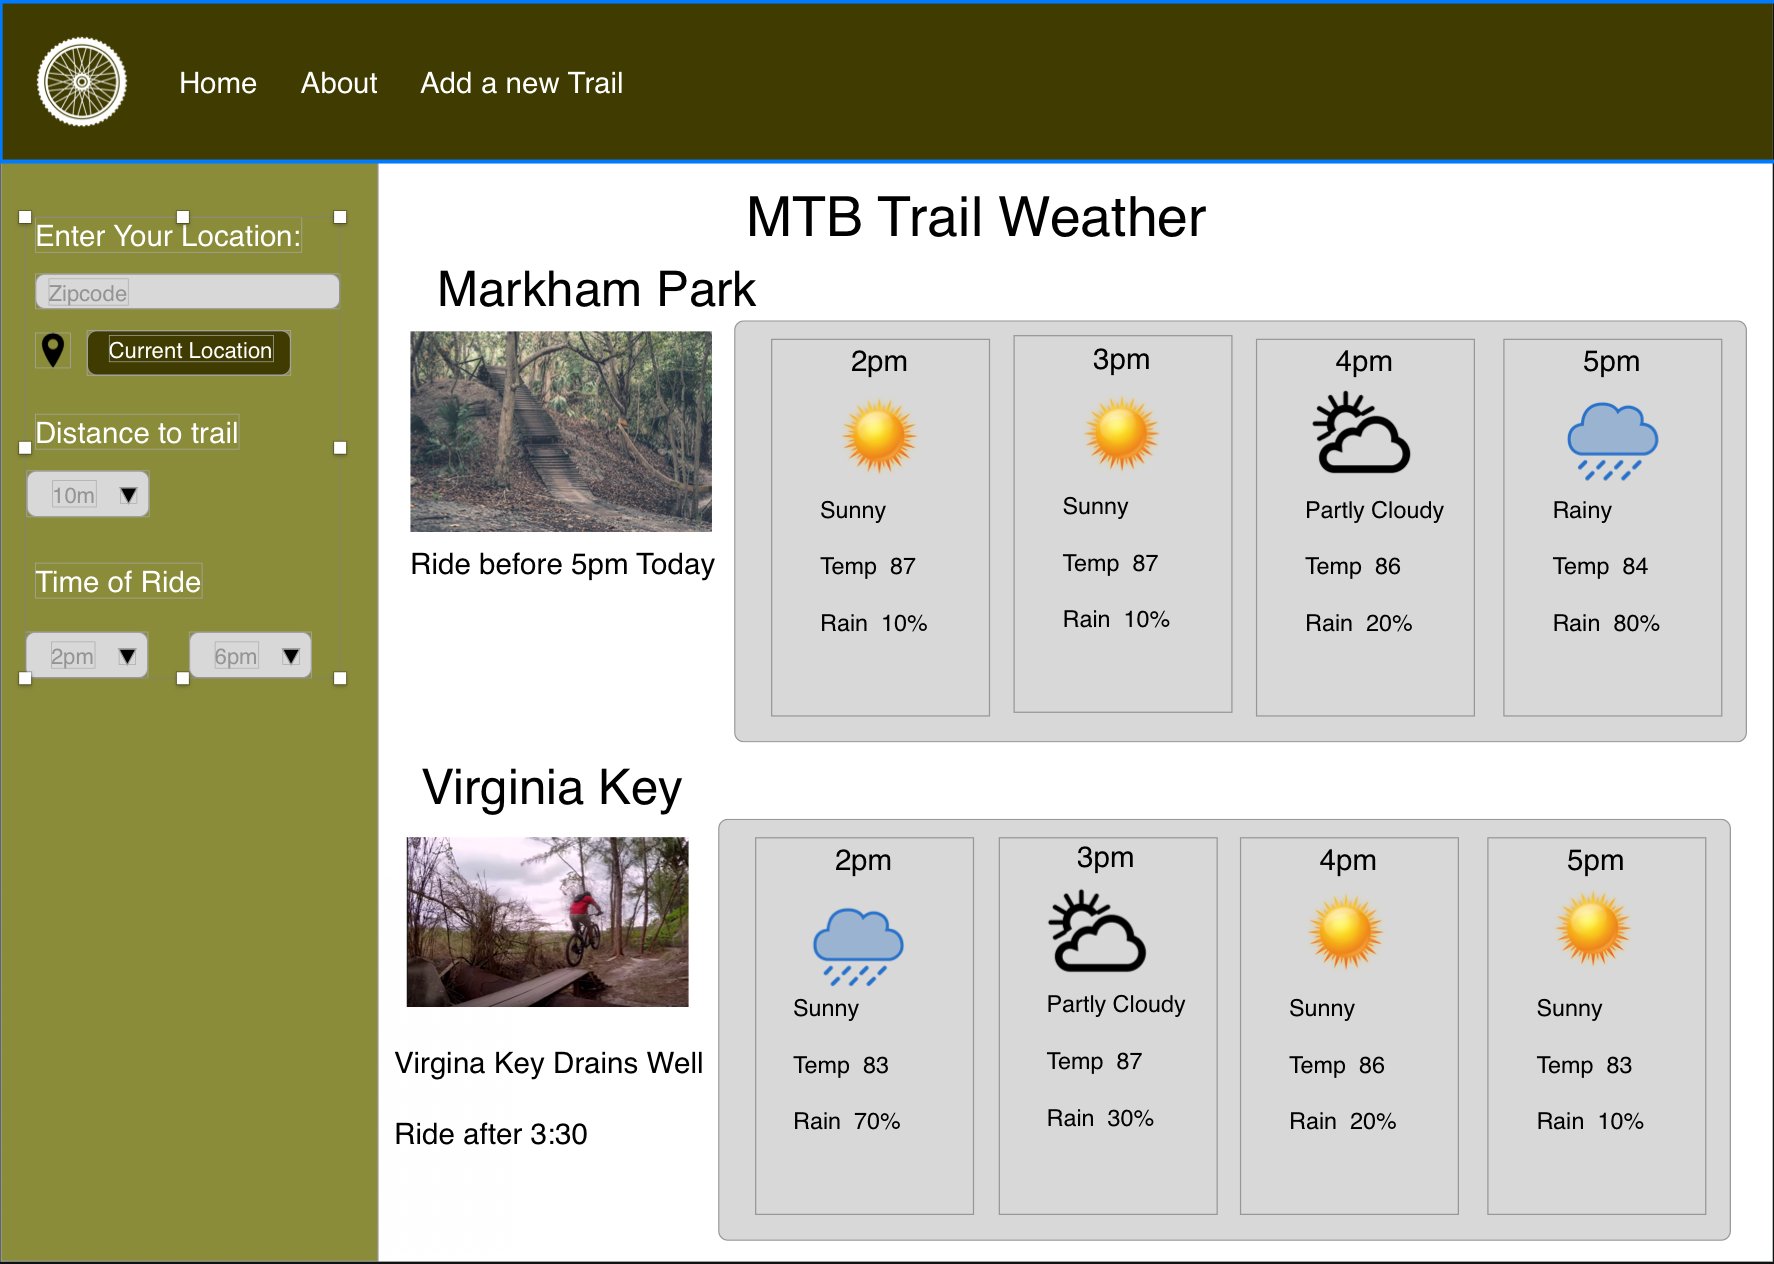 Home About Add a new Trail
Enter Your Location:
Zipcode
Current Location
Distance to trail
10m
Time of Ride
2pm 6pm
MTB Trail Weather
Markham Park
Ride before 5pm Today
2pm
Sunny
Temp 87
Rain 10%
3pm
Sunny
Temp 87
Rain 10%
4pm
Partly Cloudy
Temp 86
Rain 20%
5pm
Rainy
Temp 84
Rain 80%
Virginia Key
Virgina Key Drains Well
Ride after 3:30
2pm
Sunny
Temp 83
Rain 70%
3pm
Partly Cloudy
Temp 87
Rain 30%
4pm
Sunny
Temp 86
Rain 20%
5pm
Sunny
Temp 83
Rain 10%